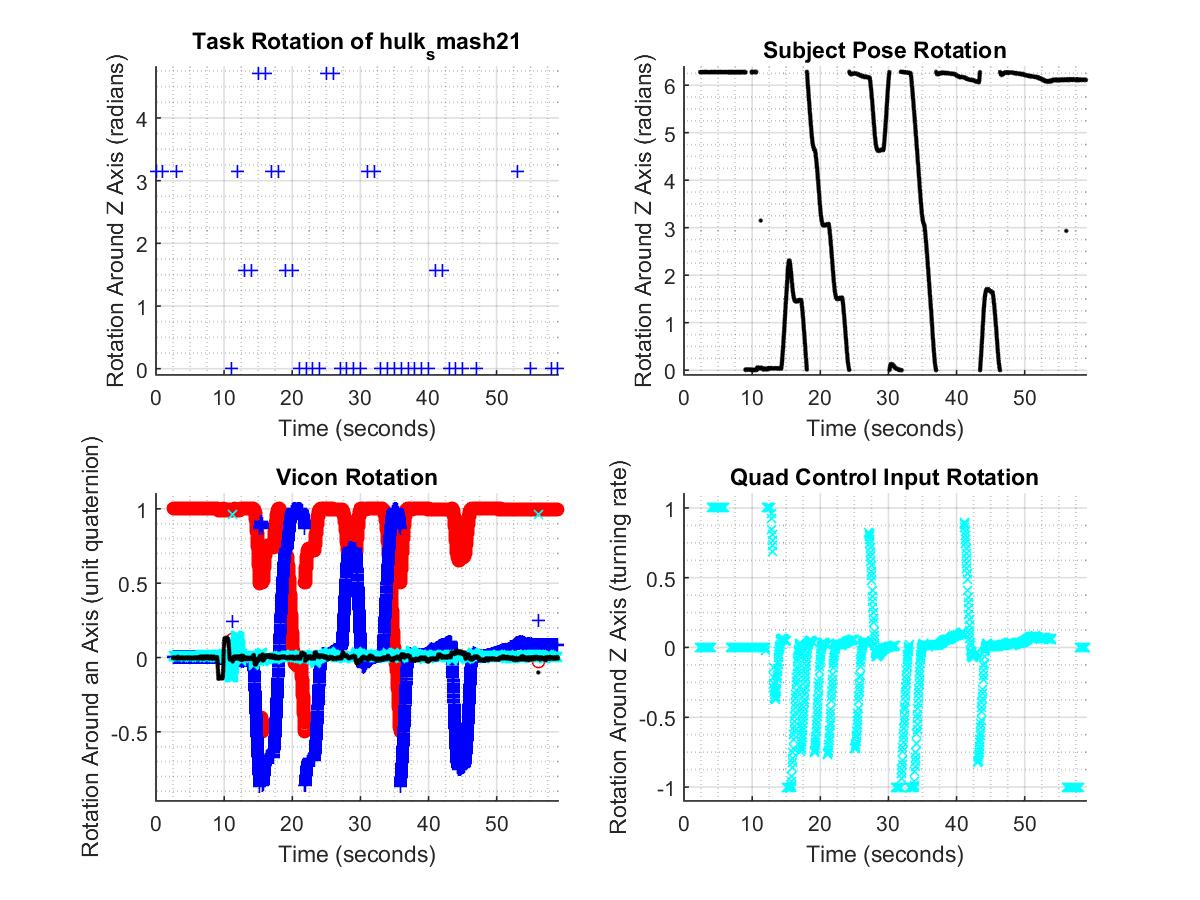 Task Rotation of hulksmash21
Rotation Around Z Axis (radians)
4
3
2
1
0
0 10 20 30 40 50
Time (seconds)
Subject Pose Rotation
Rotation Around Z Axis (radians)
6
5
4
3
2
1
0
0 10 20 30 40 50
Time (seconds)
Vicon Rotation
Rotation Around an Axis (unit quaternion)
1
0.5
0
-0.5
0 10 20 30 40 50
Time (seconds)
Quad Control Input Rotation
Rotation Around Z Axis (turning rate)
1
0.5
0
-0.5
-1
0 10 20 30 40 50
Time (seconds)